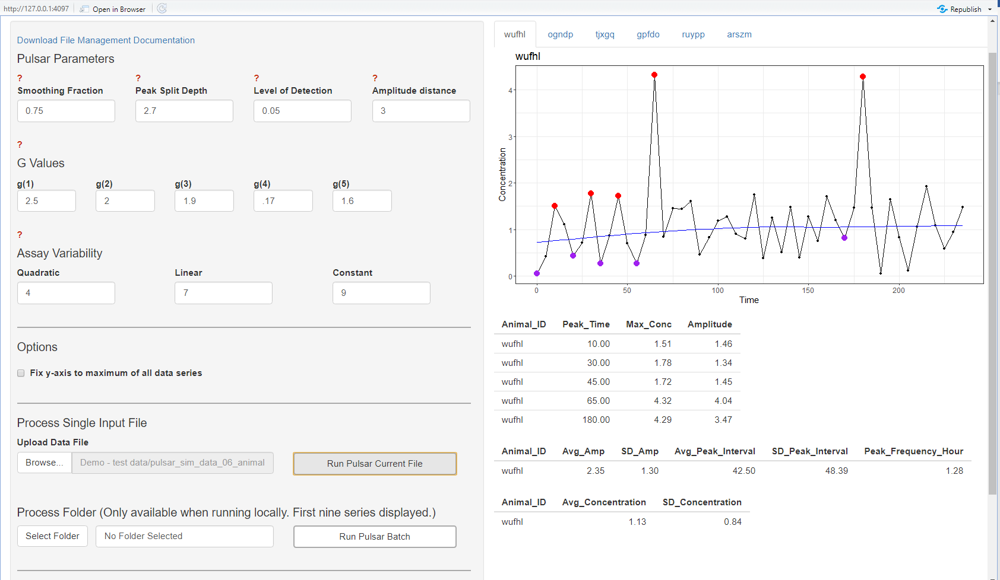 http://127.0.0.1:4097 Open in Browser Republish
Download File Management Documentation
Pulsar Parameters
? ? ? ?
Smoothing Fraction Peak Split Depth Level of Detection Amplitude distance
0.75 2.7 0.05 3
?
G Values
g(1) g(2) g(3) g(4) g(5)
2.5 2 1.9 .17 1.6
?
Assay Variability
Quadratic Linear Constant
4 7 9
Options
Fix y-axis to maximum of all data series
Process Single Input File
Upload Data File
Browse... Demo - test data/pulsar_sim_data_06_animal Run Pulsar Current File
Process Folder (Only available when running locally. First nine series displayed.)
Select Folder No Folder Selected Run Pulsar Batch
wufhl ogndp tjxgq gpfdo ruypp arszm
wufhl
4
3
2
1
0
Concentration
0 50 100 150 200
Time
Animal_ID Peak_Time Max_Conc Amplitude
wufhl 10.00 1.51 1.46
wufhl 30.00 1.78 1.34
wufhl 45.00 1.72 1.45
wufhl 65.00 4.32 4.04
wufhl 180.00 4.29 3.47
Animal_ID Avg_Amp SD_Amp Avg_Peak_Interval SD_Peak_Interval Peak_Frequency_Hour
wufhl 2.35 1.30 42.50 48.39 1.28
Animal_ID Avg_Concentration SD_Concentration
wufhl 1.13 0.84